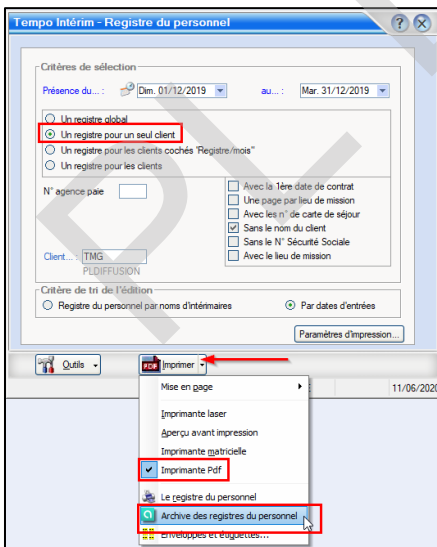 Tempo Intérim - Registre du personnel
Critères de sélection
Présence du... : Dim. 01/12/2019 au... : Mar. 31/12/2019
Un registre global
Un registre pour un seul client
Un registre pour les clients cochés "Registre/mois"
Un registre pour les clients
N° agence paie
Avec la 1ère date de contrat
Une page par lieu de mission
Avec les n° de carte de séjour
Sans le nom du client
Sans le N° Sécurité Sociale
Avec le lieu de mission
Client... : TMG
PLDIFFUSION
Critère de tri de l'édition
Registre du personnel par noms d'intérimaires Par dates d'entrées
Paramètres d'impression...
Outils PDF Imprimer
11/06/2020
Mise en page
Imprimante laser
Aperçu avant impression
Imprimante matricielle
Imprimante Pdf
Le registre du personnel
Archive des registres du personnel
Enveloppes et étiquettes...